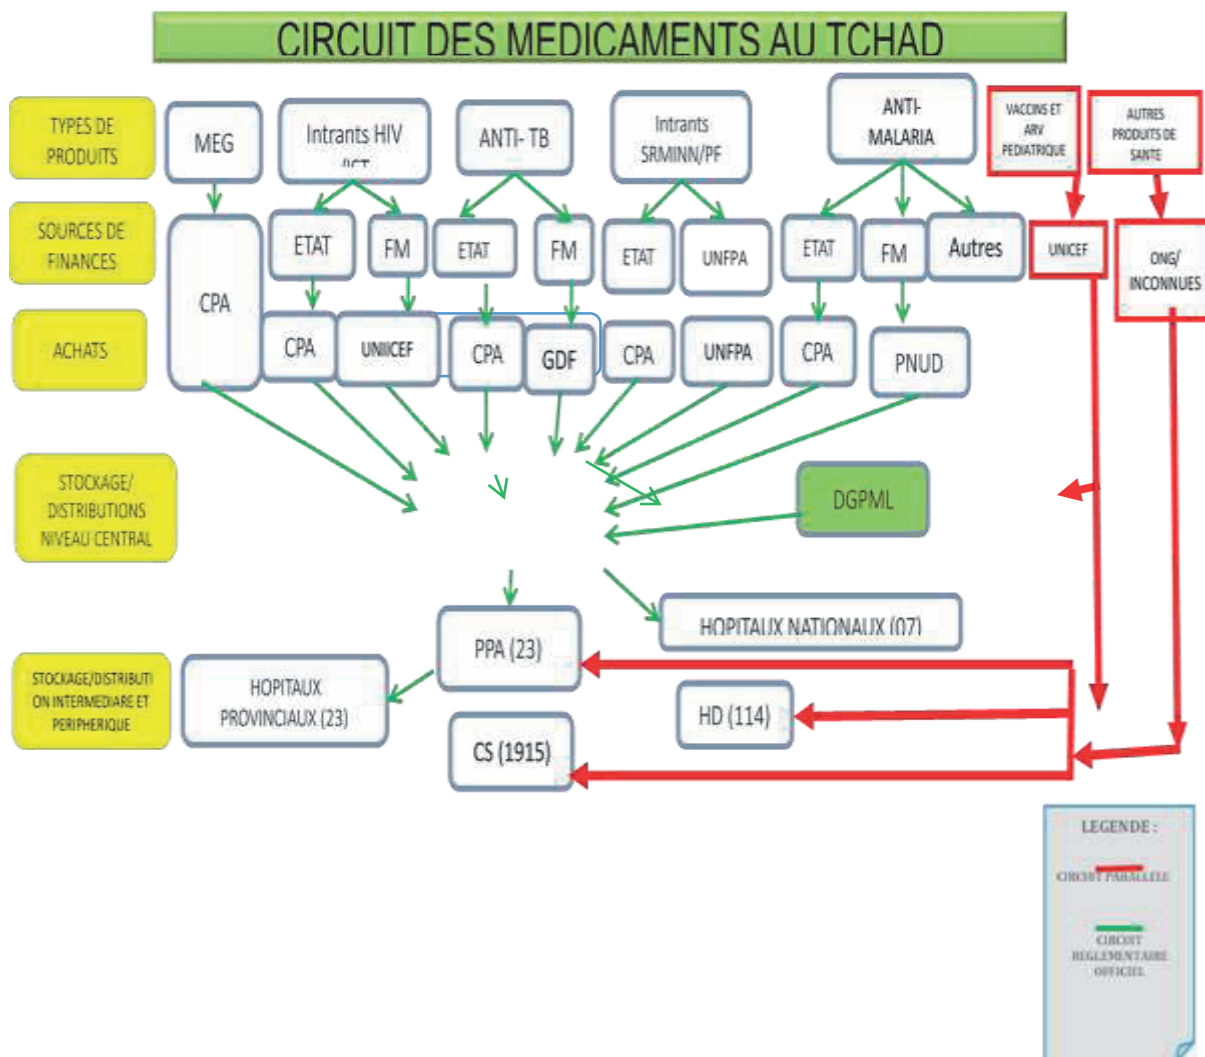 CIRCUIT DES MEDICAMENTS AU TCHAD
TYPES DE
PRODUITS
MEG
Intrants HIV
/IST
ANTI- TB
Intrants
SRMINN/PF
ANTI-
MALARIA
VACCINS ET
ARV
PEDIATRIQUE
AUTRES
PRODUITS DE
SANTE
SOURCES DE
FINANCES
CPA
ETAT
FM
ETAT
FM
ETAT
UNFPA
ETAT
FM
Autres
UNICEF
ONG/
INCONNUES
ACHATS
CPA
UNIICEF
CPA
GDF
CPA
UNFPA
CPA
PNUD
STOCKAGE/
DISTRIBUTIONS
NIVEAU CENTRAL
DGPML
STOCKAGE/DISTRIBUTI
ON INTERMEDIARE ET
PERIPHERIQUE
HOPITAUX
PROVINCIAUX (23)
PPA (23)
HOPITAUX NATIONAUX (07)
HD (114)
CS (1915)
LEGENDE :
CIRCUIT PARALLELE
CIRCUIT
REGLEMENTAIRE
OFFICIEL